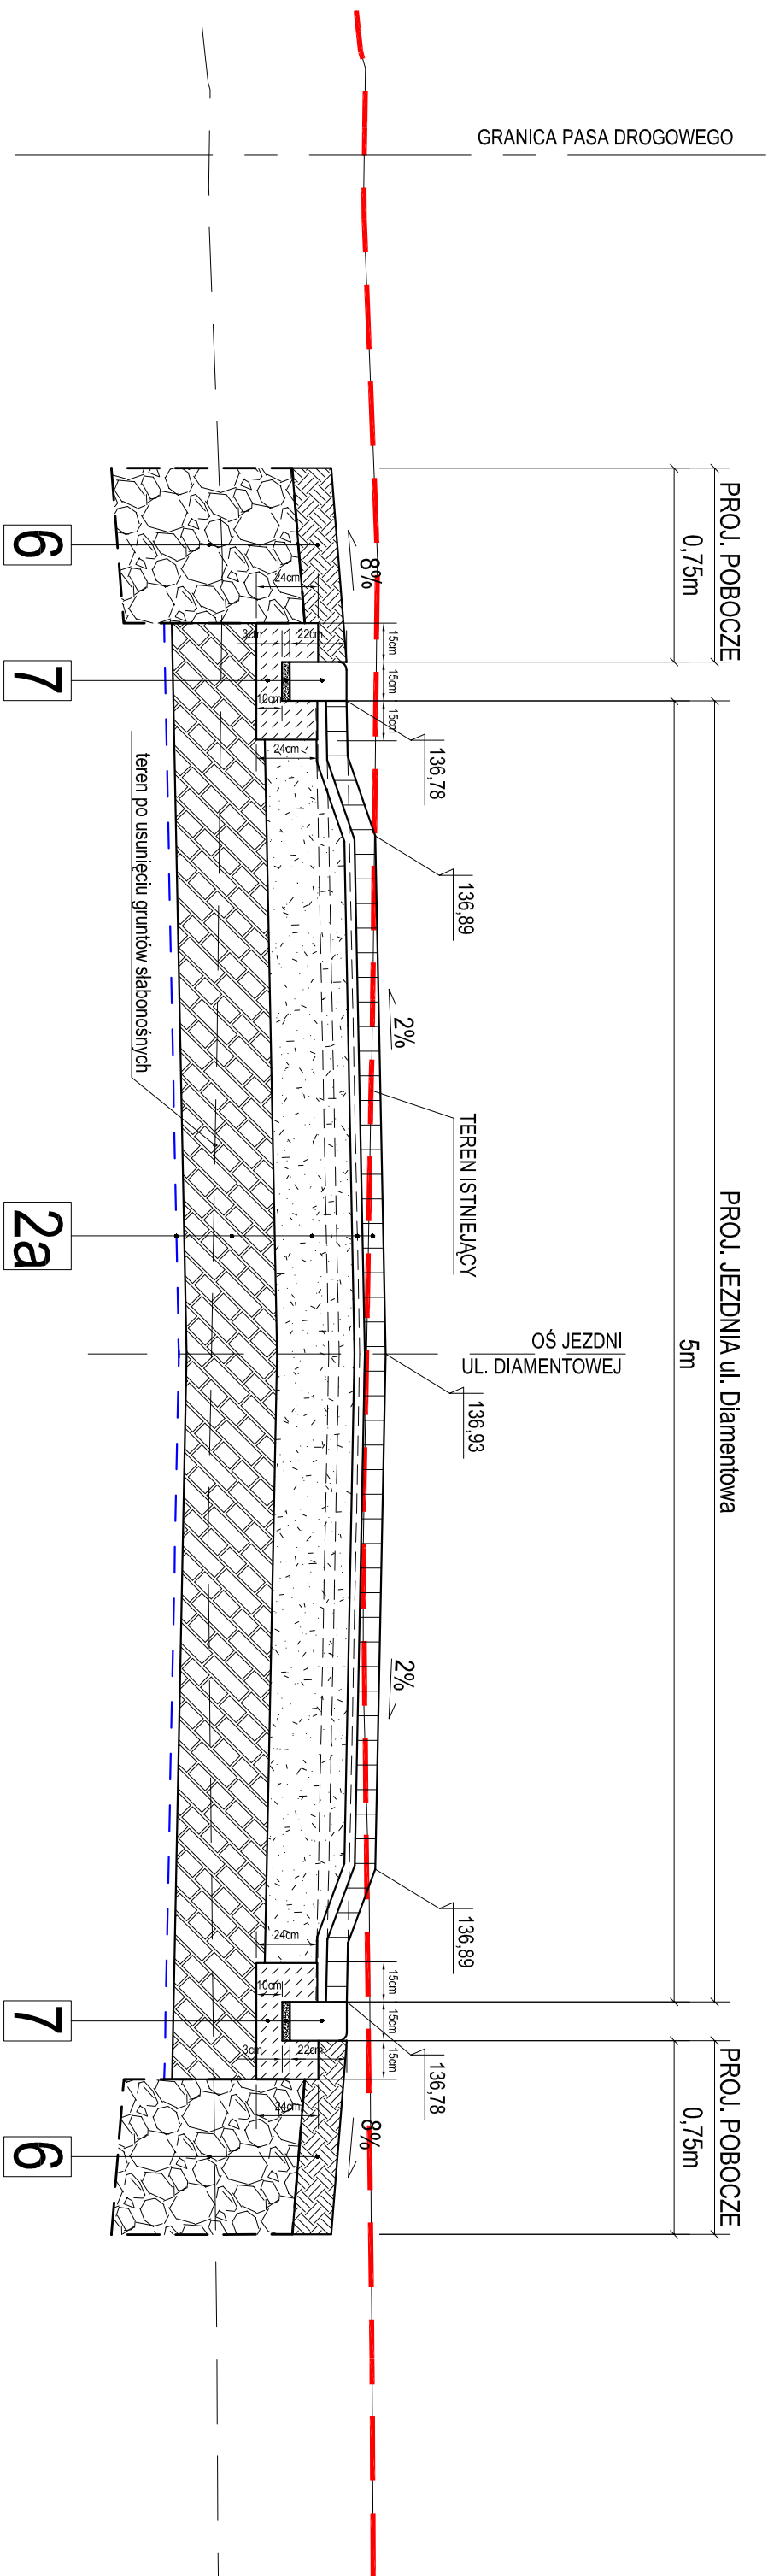 GRANICA PASA DROGOWEGO
PROJ. POBOCZE
0,75m
PROJ. JEZDNIA ul. Diamentowa
5m
PROJ. POBOCZE
0,75m
OŚ JEZDNI
UL. DIAMENTOWEJ
TEREN ISTNIEJĄCY
136,78
136,89
136,93
136,89
136,78
8%
2%
2%
8%
24cm
3cm
22cm
15cm
15cm
15cm
10cm
24cm
24cm
10cm
15cm
15cm
15cm
3cm
22cm
24cm
teren po usunięciu gruntów słabonośnych
6
7
2a
7
6